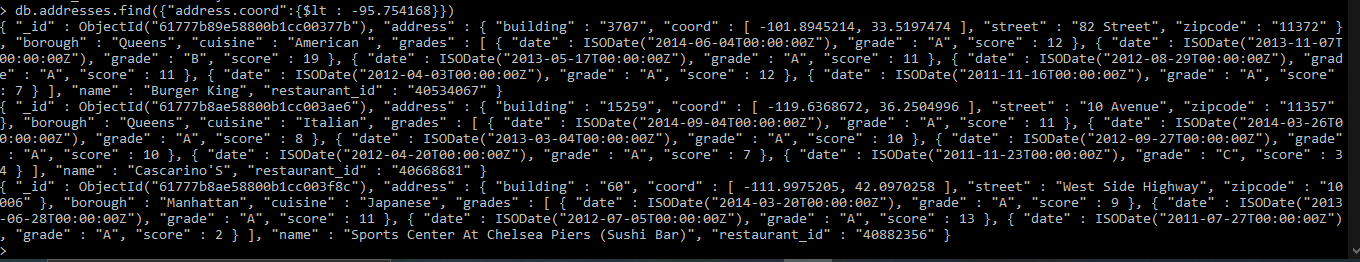 > db.addresses.find({"address.coord":{$lt : -95.754168}})
{ "_id" : ObjectId("61777b89e58800b1cc00377b"), "address" : { "building" : "3707", "coord" : [ -101.8945214, 33.5197474 ], "street" : "82 Street", "zipcode" : "11372" }
, "borough" : "Queens", "cuisine" : "American ", "grades" : [ { "date" : ISODate("2014-06-04T00:00:00Z"), "grade" : "A", "score" : 12 }, { "date" : ISODate("2013-11-07T
00:00:00Z"), "grade" : "B", "score" : 19 }, { "date" : ISODate("2013-05-17T00:00:00Z"), "grade" : "A", "score" : 11 }, { "date" : ISODate("2012-08-29T00:00:00Z"), "grad
e" : "A", "score" : 11 }, { "date" : ISODate("2012-04-03T00:00:00Z"), "grade" : "A", "score" : 12 }, { "date" : ISODate("2011-11-16T00:00:00Z"), "grade" : "A", "score"
: 7 } ], "name" : "Burger King", "restaurant_id" : "40534067" }
{ "_id" : ObjectId("61777b8ae58800b1cc003ae6"), "address" : { "building" : "15259", "coord" : [ -119.6368672, 36.2504996 ], "street" : "10 Avenue", "zipcode" : "11357"
}, "borough" : "Queens", "cuisine" : "Italian", "grades" : [ { "date" : ISODate("2014-09-04T00:00:00Z"), "grade" : "A", "score" : 11 }, { "date" : ISODate("2014-03-26T0
0:00:00Z"), "grade" : "A", "score" : 8 }, { "date" : ISODate("2013-03-04T00:00:00Z"), "grade" : "A", "score" : 10 }, { "date" : ISODate("2012-09-27T00:00:00Z"), "grade"
 : "A", "score" : 10 }, { "date" : ISODate("2012-04-20T00:00:00Z"), "grade" : "A", "score" : 7 }, { "date" : ISODate("2011-11-23T00:00:00Z"), "grade" : "C", "score" : 3
4 } ], "name" : "Cascarino'S", "restaurant_id" : "40668681" }
{ "_id" : ObjectId("61777b8ae58800b1cc003f8c"), "address" : { "building" : "60", "coord" : [ -111.9975205, 42.0970258 ], "street" : "West Side Highway", "zipcode" : "10
006" }, "borough" : "Manhattan", "cuisine" : "Japanese", "grades" : [ { "date" : ISODate("2014-03-20T00:00:00Z"), "grade" : "A", "score" : 9 }, { "date" : ISODate("2013
-06-28T00:00:00Z"), "grade" : "A", "score" : 11 }, { "date" : ISODate("2012-07-05T00:00:00Z"), "grade" : "A", "score" : 13 }, { "date" : ISODate("2011-07-27T00:00:00Z")
, "grade" : "A", "score" : 2 } ], "name" : "Sports Center At Chelsea Piers (Sushi Bar)", "restaurant_id" : "40882356" }
>